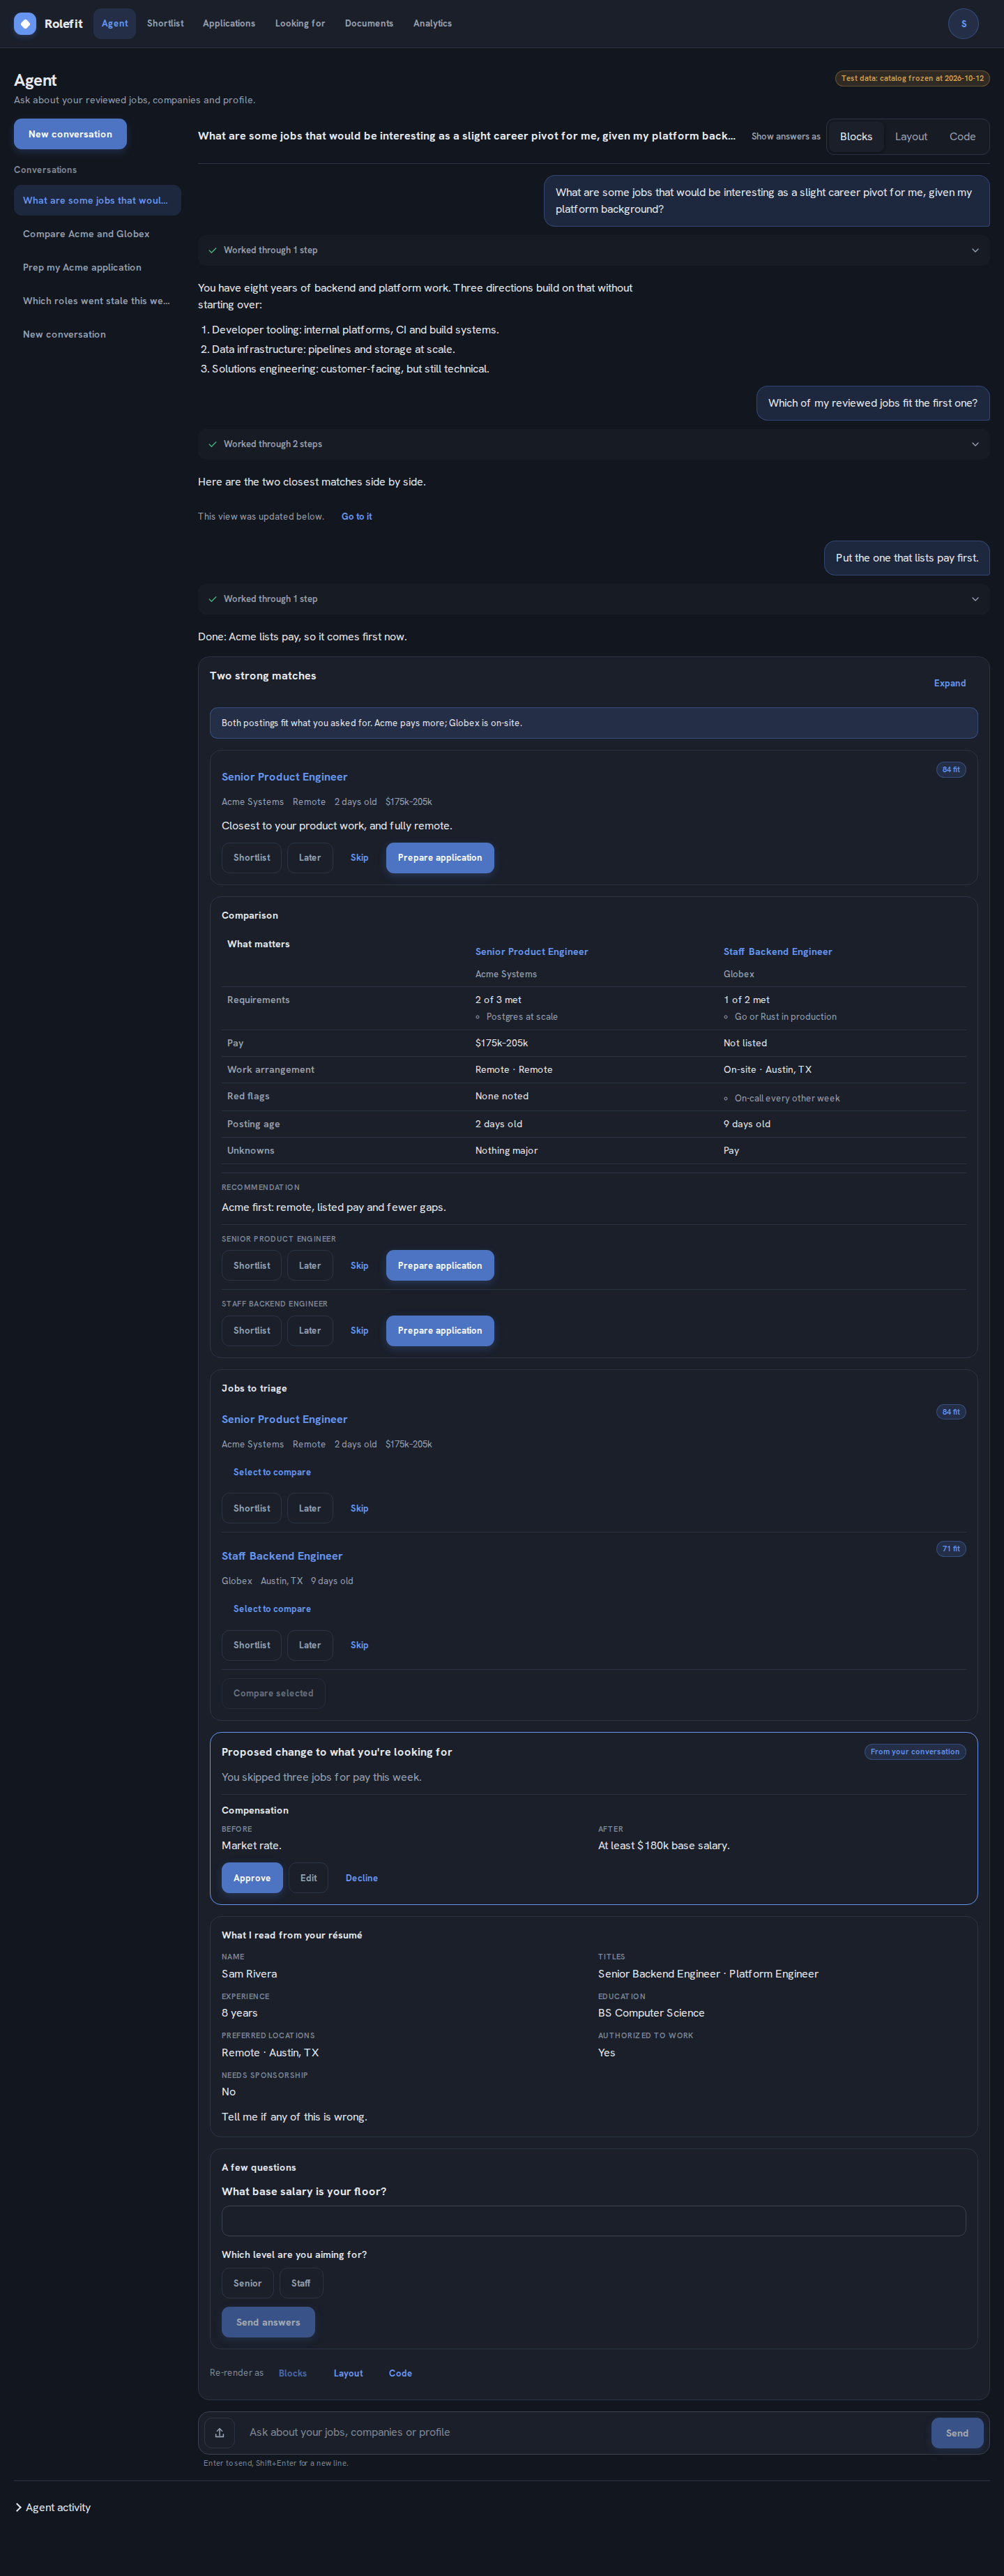 Rolefit
Agent
Shortlist
Applications
Looking for
Documents
Analytics
S
Agent
Test data: catalog frozen at 2026-10-12
Ask about your reviewed jobs, companies and profile.
New conversation
Conversations
What are some jobs that woul...
Compare Acme and Globex
Prep my Acme application
Which roles went stale this we...
New conversation
What are some jobs that would be interesting as a slight career pivot for me, given my platform back...
Show answers as
Blocks
Layout
Code
What are some jobs that would be interesting as a slight career pivot for me, given my
platform background?
Worked through 1 step
You have eight years of backend and platform work. Three directions build on that without
starting over:
1. Developer tooling: internal platforms, CI and build systems.
2. Data infrastructure: pipelines and storage at scale.
3. Solutions engineering: customer-facing, but still technical.
Which of my reviewed jobs fit the first one?
Worked through 2 steps
Here are the two closest matches side by side.
This view was updated below. Go to it
Put the one that lists pay first.
Worked through 1 step
Done: Acme lists pay, so it comes first now.
Two strong matches
Expand
Both postings fit what you asked for. Acme pays more; Globex is on-site.
Senior Product Engineer
84 fit
Acme Systems Remote 2 days old $175k-205k
Closest to your product work, and fully remote.
Shortlist Later Skip Prepare application
Comparison
What matters
Senior Product Engineer
Acme Systems
Staff Backend Engineer
Globex
Requirements
2 of 3 met
Postgres at scale
1 of 2 met
Go or Rust in production
Pay $175k-205k Not listed
Work arrangement Remote · Remote On-site · Austin, TX
Red flags None noted On-call every other week
Posting age 2 days old 9 days old
Unknowns Nothing major Pay
RECOMMENDATION
Acme first: remote, listed pay and fewer gaps.
SENIOR PRODUCT ENGINEER
Shortlist Later Skip Prepare application
STAFF BACKEND ENGINEER
Shortlist Later Skip Prepare application
Jobs to triage
Senior Product Engineer
84 fit
Acme Systems Remote 2 days old $175k-205k
Select to compare
Shortlist Later Skip
Staff Backend Engineer
71 fit
Globex Austin, TX 9 days old
Select to compare
Shortlist Later Skip
Compare selected
Proposed change to what you're looking for
From your conversation
You skipped three jobs for pay this week.
Compensation
BEFORE
Market rate.
AFTER
At least $180k base salary.
Approve Edit Decline
What I read from your résumé
NAME
Sam Rivera
TITLES
Senior Backend Engineer · Platform Engineer
EXPERIENCE
8 years
EDUCATION
BS Computer Science
PREFERRED LOCATIONS
Remote · Austin, TX
AUTHORIZED TO WORK
Yes
NEEDS SPONSORSHIP
No
Tell me if any of this is wrong.
A few questions
What base salary is your floor?
Which level are you aiming for?
Senior Staff
Send answers
Re-render as Blocks Layout Code
Ask about your jobs, companies or profile
Send
Enter to send, Shift+Enter for a new line.
Agent activity